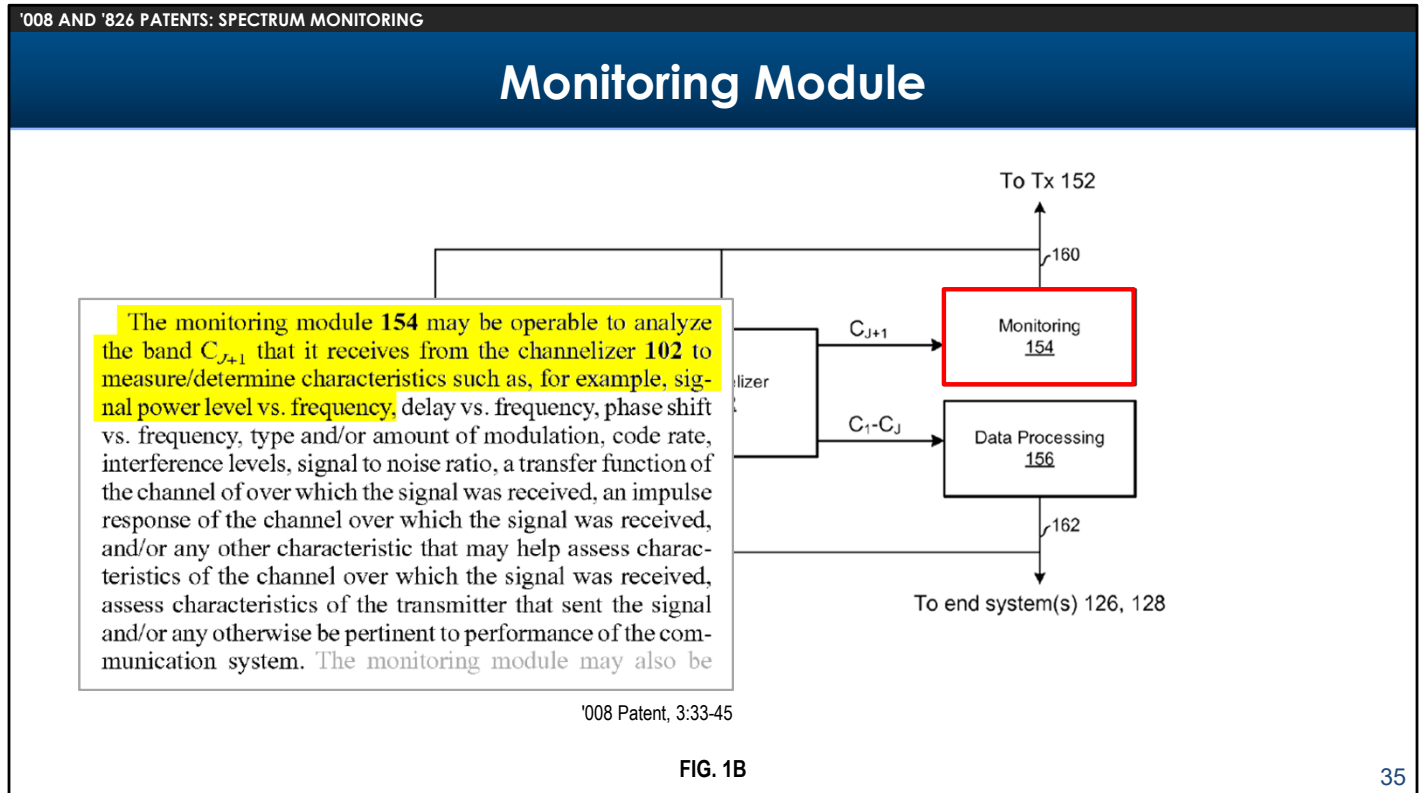 '008 AND '826 PATENTS: SPECTRUM MONITORING
Monitoring Module
To Tx 152
160
The monitoring module 154 may be operable to analyze
the band CJ+1 that it receives from the channelizer 102 to
measure/determine characteristics such as, for example, sig-
nal power level vs. frequency, delay vs. frequency, phase shift
vs. frequency, type and/or amount of modulation, code rate,
interference levels, signal to noise ratio, a transfer function of
the channel of over which the signal was received, an impulse
response of the channel over which the signal was received,
and/or any other characteristic that may help assess charac-
teristics of the channel over which the signal was received,
assess characteristics of the transmitter that sent the signal
and/or any otherwise be pertinent to performance of the com-
munication system. The monitoring module may also be
lizer
CJ+1
Monitoring
154
C1-CJ
Data Processing
156
162
To end system(s) 126, 128
'008 Patent, 3:33-45
FIG. 1B
35